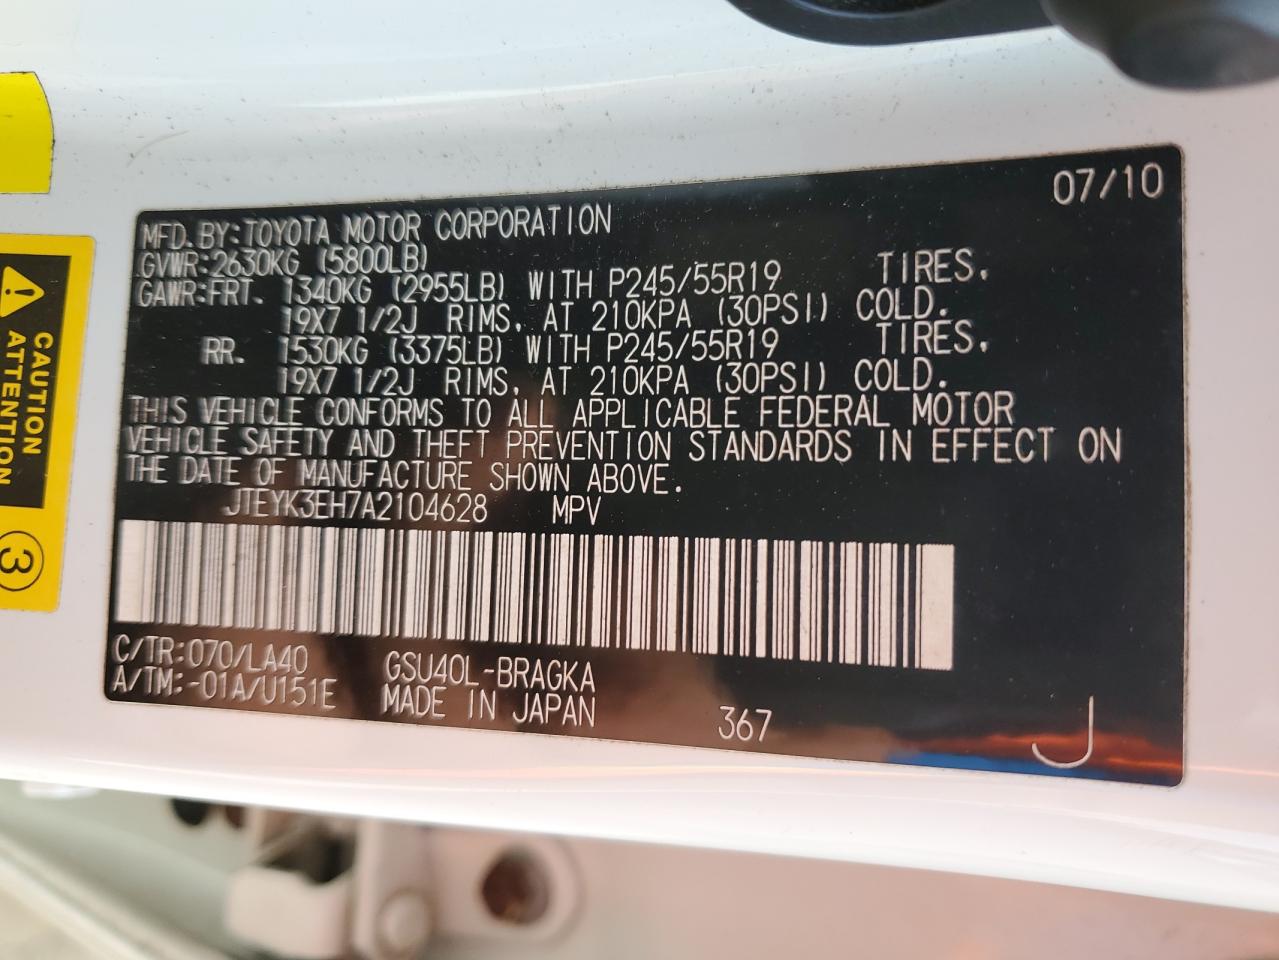 07/10
MFD.BY:TOYOTA MOTOR CORPORATION
GVWR:2630KG (5800LB)
GAWR:FRT. 1340KG (2955LB) WITH P245/55R19 TIRES,
19X7 1/2J RIMS, AT 210KPA (30PSI) COLD.
RR. 1530KG (3375LB) WITH P245/55R19 TIRES,
19X7 1/2J RIMS, AT 210KPA (30PSI) COLD.
THIS VEHICLE CONFORMS TO ALL APPLICABLE FEDERAL MOTOR
VEHICLE SAFETY AND THEFT PREVENTION STANDARDS IN EFFECT ON
THE DATE OF MANUFACTURE SHOWN ABOVE.
JTEYK3EH7A2104628 MPV
C/TR:070/LA40 GSU40L-BRAGKA
A/TM:-01A/U151E MADE IN JAPAN 367 J
CAUTION
ATTENTION
3